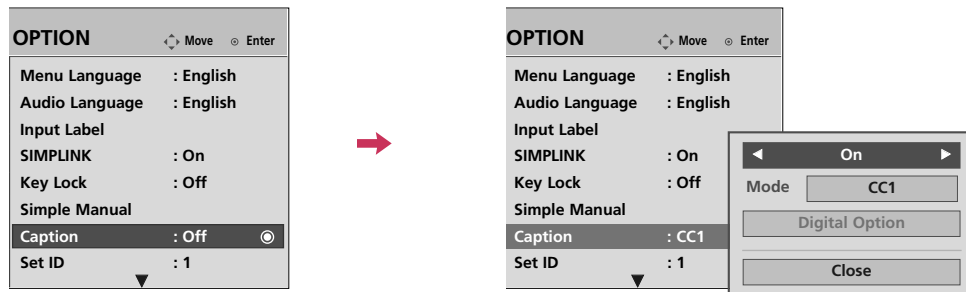 OPTION Move Enter
Menu Language : English
Audio Language : English
Input Label
SIMPLINK : On
Key Lock : Off
Simple Manual
Caption : Off
Set ID : 1
OPTION Move Enter
Menu Language : English
Audio Language : English
Input Label
SIMPLINK : On
Key Lock : Off
Simple Manual
Caption : CC1
Set ID : 1
On
Mode CC1
Digital Option
Close